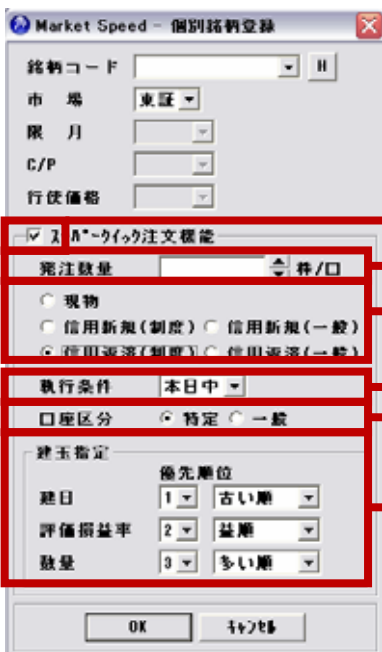 Market Speed - 個別銘柄登録
銘柄コード
H
市 場 東証
限 月
C/P
行使価格
スーパークイック注文機能
発注数量 株/口
現物
信用新規(制度) 信用新規(一般)
信用返済(制度) 信用返済(一般)
執行条件 本日中
口座区分 特定 一般
建玉指定
優先順位
建日 1 古い順
評価損益率 2 益順
数量 3 多い順
OK キャンセル